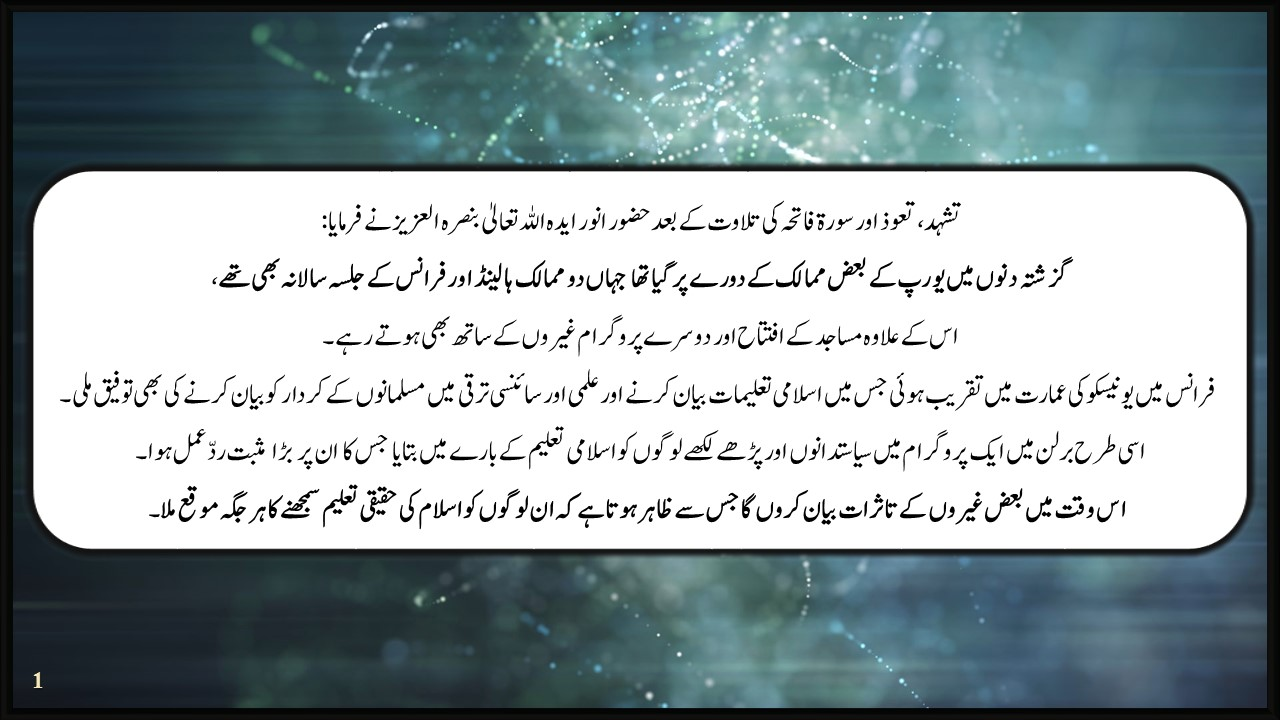 تشہد، تعوذ اور سورۃ فاتحہ کی تلاوت کے بعد حضور انور ایدہ اللہ تعالیٰ بنصرہ العزیز نے فرمایا:
گزشتہ دنوں میں یورپ کے بعض ممالک کے دورے پر گیا تھا جہاں دو ممالک ہالینڈ اور فرانس کے جلسہ سالانہ بھی تھے،
اس کے علاوہ مساجد کے افتتاح اور دوسرے پروگرام غیروں کے ساتھ بھی ہوتے رہے۔
فرانس میں یونیسکو کی عمارت میں تقریب ہوئی جس میں اسلامی تعلیمات بیان کرنے اور علمی اور سائنسی ترقی میں مسلمانوں کے کردار کو بیان کرنے کی بھی توفیق ملی۔
اسی طرح برلن میں ایک پروگرام میں سیاستدانوں اور پڑھے لکھے لوگوں کو اسلامی تعلیم کے بارے میں بتایا جس کا ان پر بڑا مثبت ردّ عمل ہوا۔
اس وقت میں بعض غیروں کے تاثرات بیان کروں گا جس سے ظاہر ہوتا ہے کہ ان لوگوں کو اسلام کی حقیقی تعلیم سمجھنے کا ہر جگہ موقع ملا۔
1